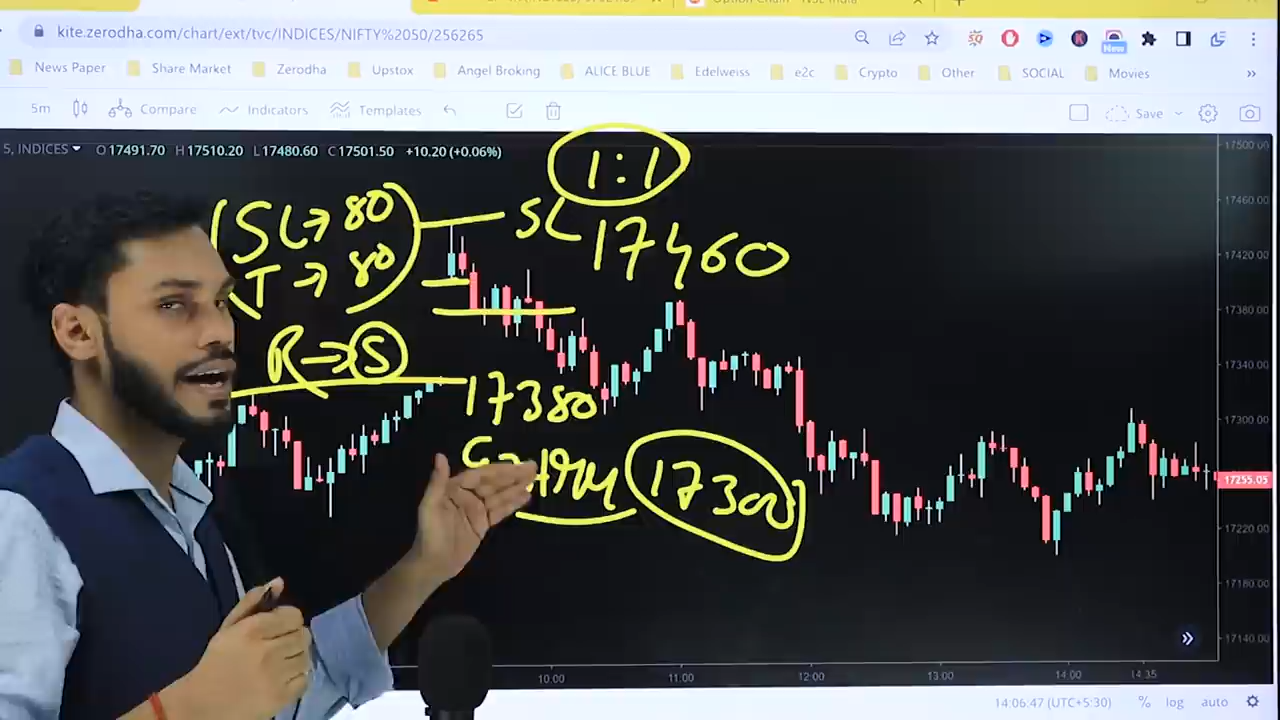 kite.zerodha.com/chart/ext/tvc/INDICES/NIFTY%2050/256265
New
News Paper Share Market Zerodha Upstox Angel Broking ALICE BLUE Edelweiss e2c Crypto Other SOCIAL Movies »
5m Compare Indicators Templates Save
5, INDICES O17491.70 H17510.20 L17480.60 C17501.50 +10.20 (+0.06%)
1:1
SL→80 SL 17460
T→80
R→S
17380
17300
17500.00
17460.00
17420.00
17380.00
17340.00
17300.00
17255.05
17220.00
17180.00
17140.00
10:00 11:00 12:00 13:00 14:00 14:35
14:06:47 (UTC+5:30) % log auto